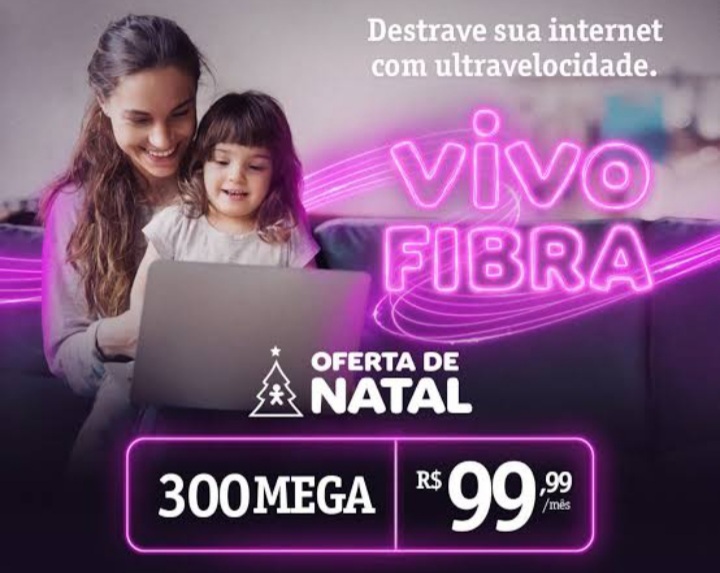 Destrave sua internet
com ultravelocidade.
vivo
FIBRA
OFERTA DE
NATAL
300MEGA
R$ 99,99
/mês